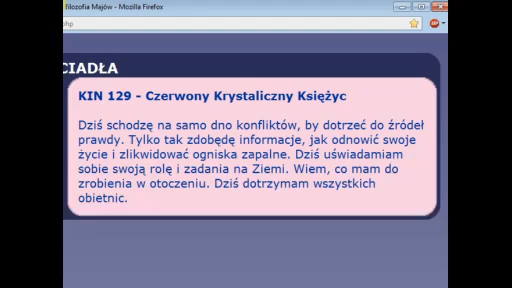 filozofia Majów - Mozilla Firefox
php
CIADŁA
KIN 129 - Czerwony Krystaliczny Księżyc
Dziś schodzę na samo dno konfliktów, by dotrzeć do źródeł
prawdy. Tylko tak zdobędę informacje, jak odnowić swoje
życie i zlikwidować ogniska zapalne. Dziś uświadamiam
sobie swoją rolę i zadania na Ziemi. Wiem, co mam do
zrobienia w otoczeniu. Dziś dotrzymam wszystkich
obietnic.